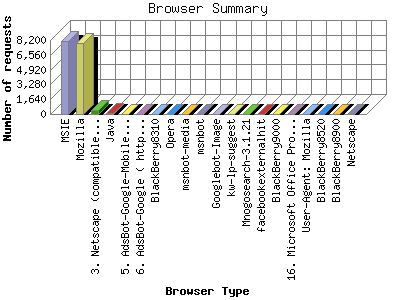 Browser Summary
Number of requests
8,200
6,560
4,920
3,280
1,640
0
MSIE
Mozilla
3. Netscape (compatible...
Java
5. AdsBot-Google-Mobile...
6. AdsBot-Google ( http...
BlackBerry8310
Opera
msnbot-media
msnbot
Googlebot-Image
kw-lp-suggest
Mnogosearch-3.1.21
facebookexternalhit
BlackBerry9000
16. Microsoft Office Pro...
User-Agent: Mozilla
BlackBerry8520
BlackBerry8900
Netscape
Browser Type